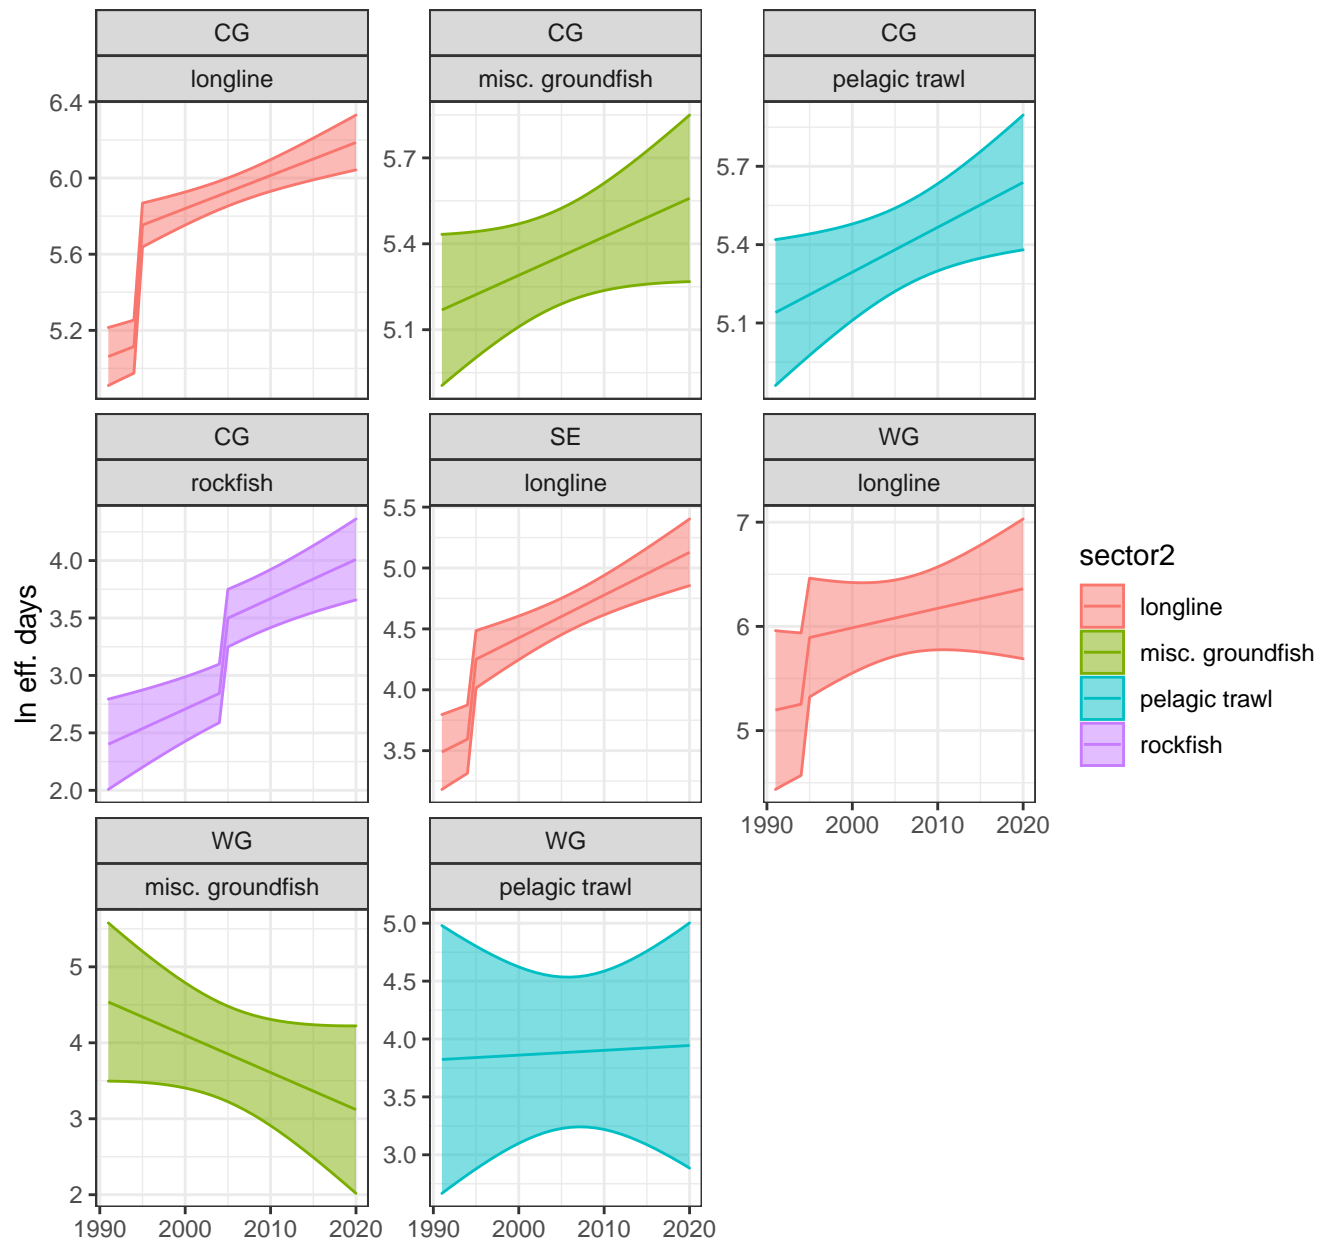 CG
CG
CG
longline
misc. groundfish
pelagic trawl
6.4
6.0
5.6
5.2
5.7
5.4
5.1
5.7
5.4
5.1
CG
SE
WG
rockfish
longline
longline
4.0
3.5
3.0
2.5
2.0
5.5
5.0
4.5
4.0
3.5
7
6
5
1990 2000 2010 2020
ln eff. days
sector2
longline
misc. groundfish
pelagic trawl
rockfish
WG
WG
misc. groundfish
pelagic trawl
5
4
3
2
5.0
4.5
4.0
3.5
3.0
1990 2000 2010 2020
1990 2000 2010 2020